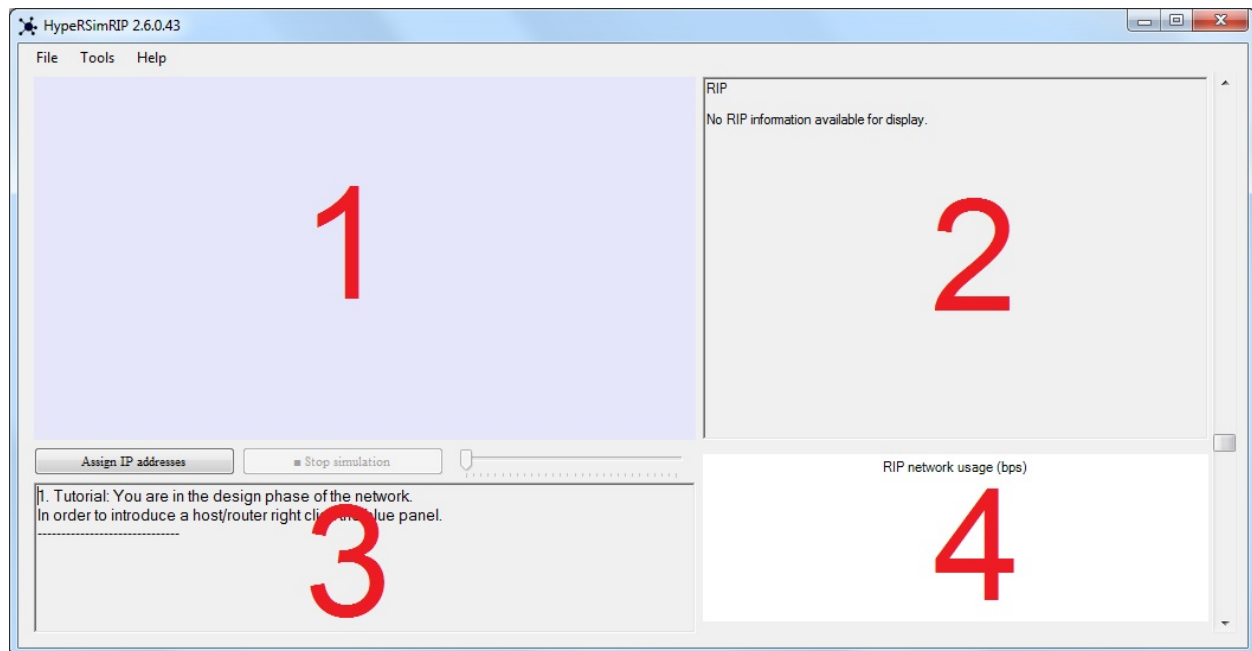 HypeRSimRIP 2.6.0.43
File Tools Help
1
RIP
No RIP information available for display.
2
Assign IP addresses
■ Stop simulation
1. Tutorial: You are in the design phase of the network.
In order to introduce a host/router right cli blue panel.
------------------------------
3
RIP network usage (bps)
4